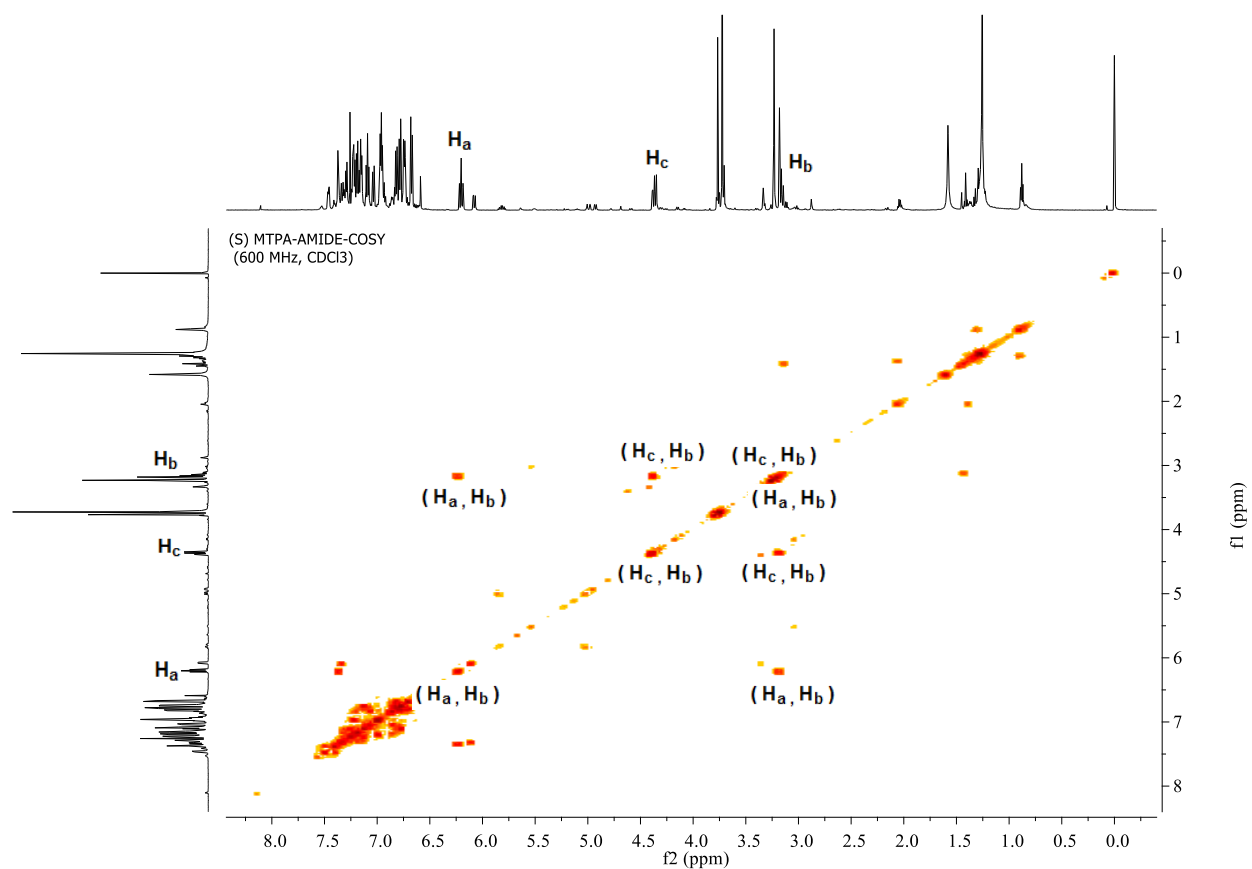 Ha
Hc
Hb
(S) MTPA-AMIDE-COSY
(600 MHz, CDCl3)
0
1
2
Hb
(Hc, Hb)
(Hc, Hb)
3
(Ha, Hb)
(Ha, Hb)
4
Hc
(Hc, Hb)
(Hc, Hb)
5
6
Ha
(Ha, Hb)
(Ha, Hb)
7
8
f1 (ppm)
8.0 7.5 7.0 6.5 6.0 5.5 5.0 4.5 4.0 3.5 3.0 2.5 2.0 1.5 1.0 0.5 0.0
f2 (ppm)